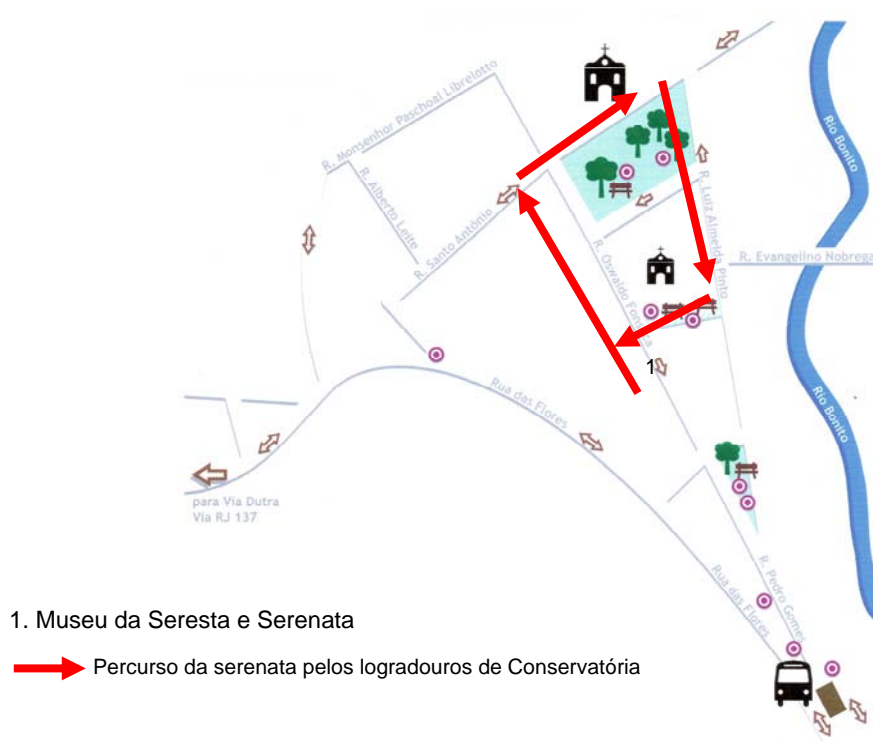 R. Monsenhor Paschoal Librelotto
R. Alberto Leite
R. Santo Antônio
R. Oswaldo Fonseca
R. Luiz Almeida Pinto
R. Evangelino Nobrega
Rio Bonito
Rio Bonito
1
Rua das Flores
para Via Dutra
Via RJ 137
Rua das Flores
R. Pedro Gomes
1. Museu da Seresta e Serenata
Percurso da serenata pelos logradouros de Conservatória